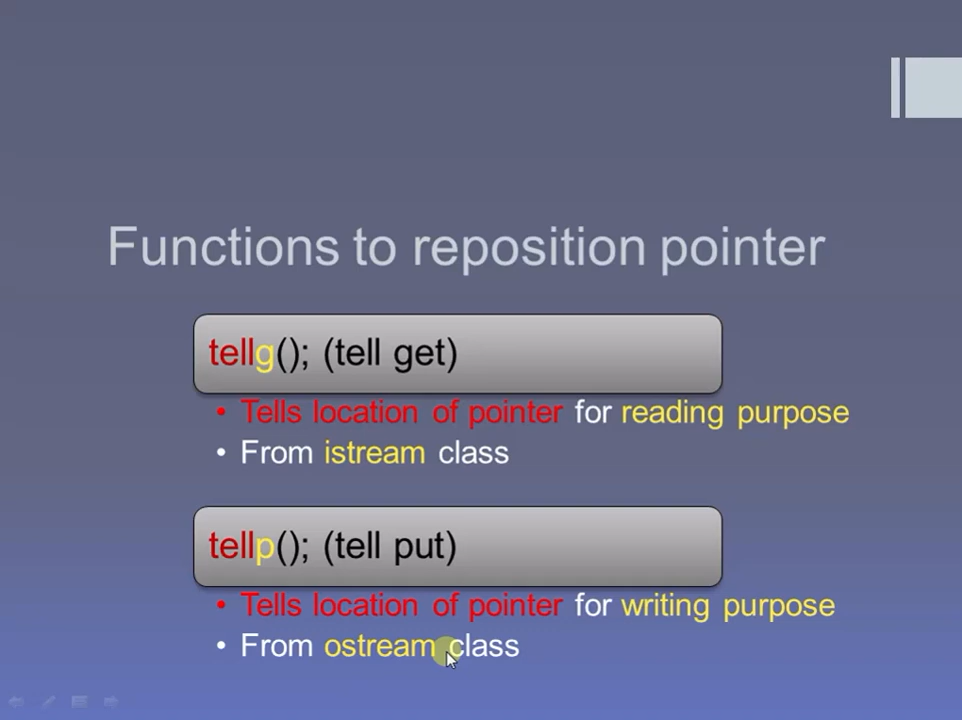 Functions to reposition pointer
tellg(); (tell get)
• Tells location of pointer for reading purpose
• From istream class
tellp(); (tell put)
• Tells location of pointer for writing purpose
• From ostream class